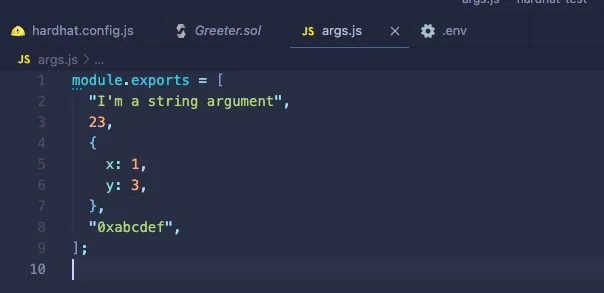 args.js — hardhat-test
hardhat.config.js Greeter.sol JS args.js .env
JS args.js > ...
1 module.exports = [
2 "I'm a string argument",
3 23,
4 {
5 x: 1,
6 y: 3,
7 },
8 "0xabcdef",
9 ];
10